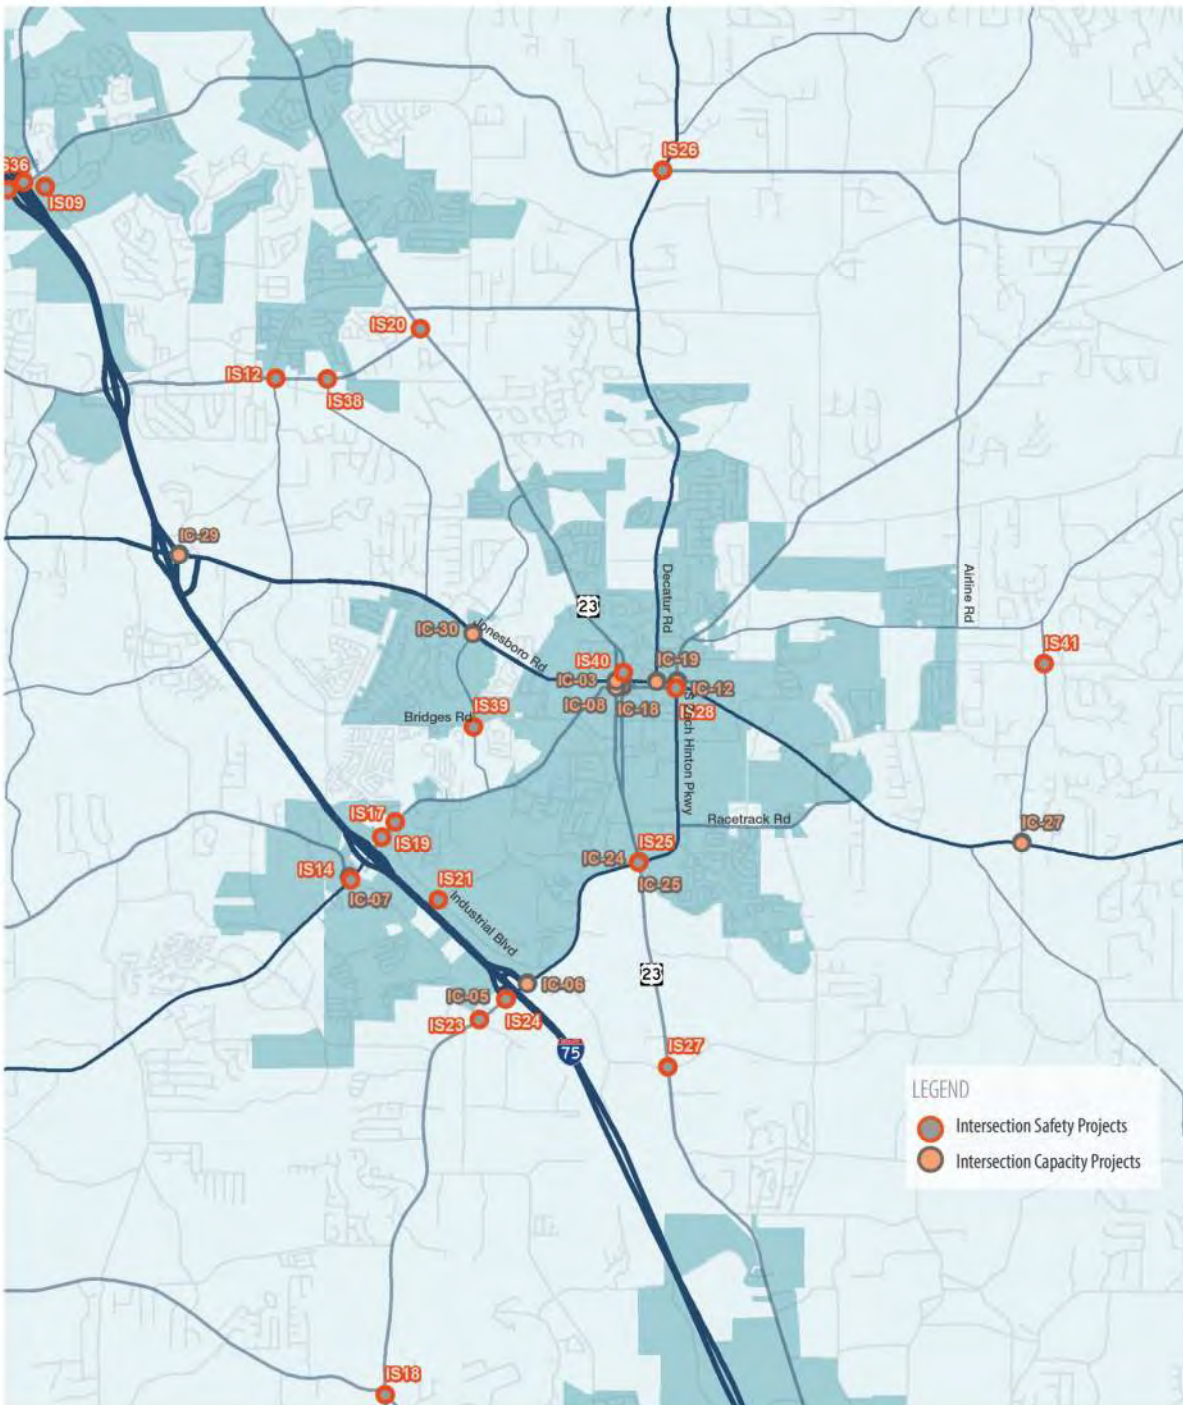 IS26
IS36
IS09
IS20
IS12
IS38
IC-29
23
Decatur Rd
Airline Rd
IC-30
Jonesboro Rd
IS40
IC-19
IS41
IC-03
IC-12
IC-08
IC-18
IS28
Bridges Rd
IS39
Hinton Pkwy
Racetrack Rd
IS17
IS19
IC-27
IS25
IC-24
IC-25
IS14
IC-07
IS21
Industrial Blvd
23
IC-06
IC-05
IS24
IS23
75
IS27
LEGEND
Intersection Safety Projects
Intersection Capacity Projects
IS18